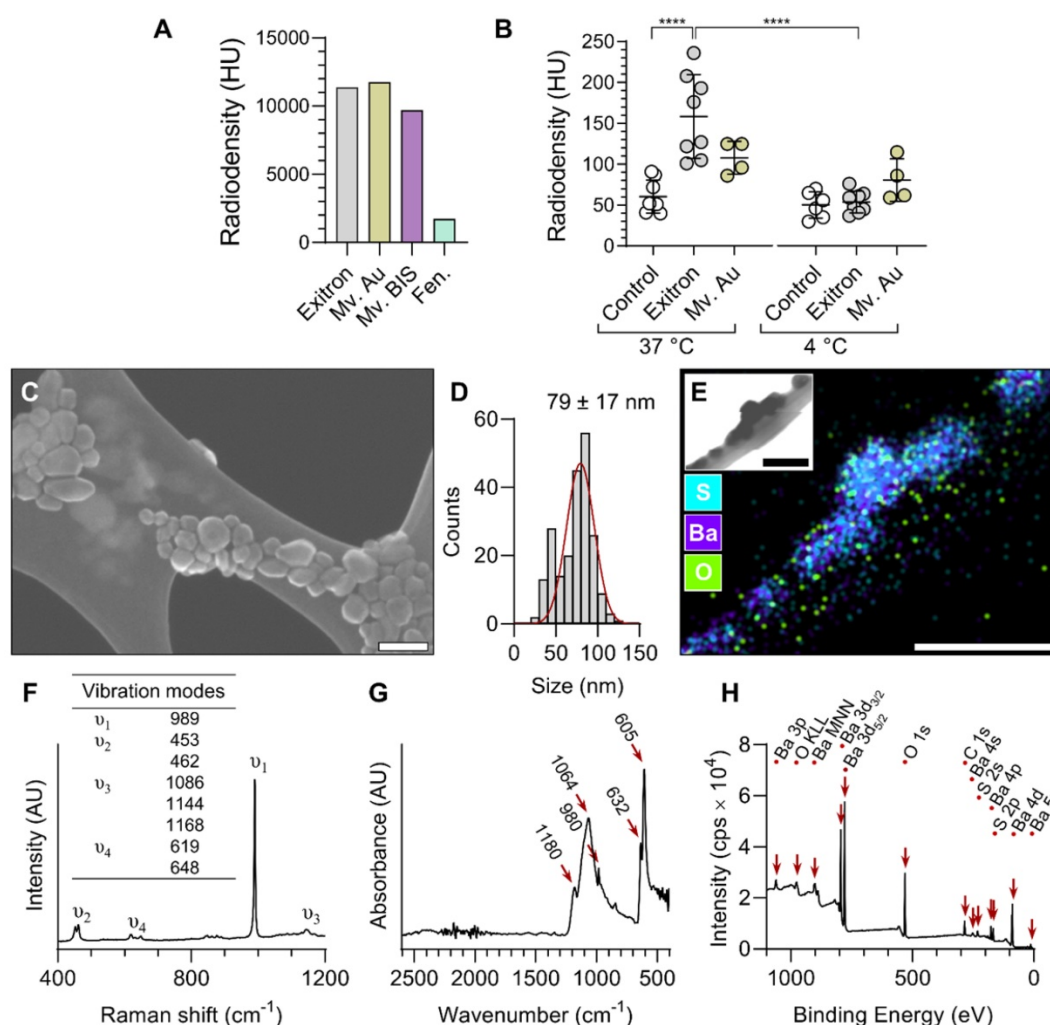 A
Radiodensity (HU)
15000
10000
5000
0
Exitron
Mv. Au
Mv. BIS
Fen.
B
**** ****
Radiodensity (HU)
250
200
150
100
50
0
Control
Exitron
Mv. Au
Control
Exitron
Mv. Au
37 °C 4 °C
C
D
79 ± 17 nm
Counts
60
40
20
0
0 50 100 150
Size (nm)
E
S
Ba
O
F
Vibration modes
υ1 989
υ2 453
462
υ3 1086
1144
1168
υ4 619
648
υ1
υ2
υ4
υ3
Intensity (AU)
400 800 1200
Raman shift (cm-1)
G
605
1064
632
980
1180
Absorbance (AU)
2500 2000 1500 1000 500
Wavenumber (cm-1)
H
Ba 3p
O KLL
Ba MNN
Ba 3d3/2
Ba 3d5/2
O 1s
C 1s
Ba 4s
S 2s
Ba 4p
S 2p
Ba 4d
Intensity (cps × 10^4)
8
6
4
2
0
1000 500 0
Binding Energy (eV)